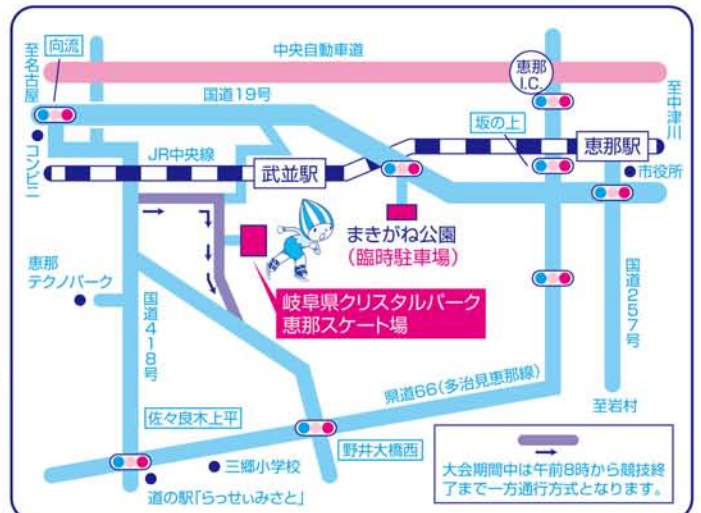 向流
至名古屋
中央自動車道
恵那
I.C.
国道19号
至中津川
坂の上
コンビニ
JR中央線
武並駅
恵那駅
市役所
まきがね公園
(臨時駐車場)
恵那
テクノパーク
国道418号
岐阜県クリスタルパーク
恵那スケート場
国道257号
県道66(多治見恵那線)
至岩村
佐々良木上平
野井大橋西
三郷小学校
道の駅「らっせぃみさと」
大会期間中は午前8時から競技終
了まで一方通行方式となります。